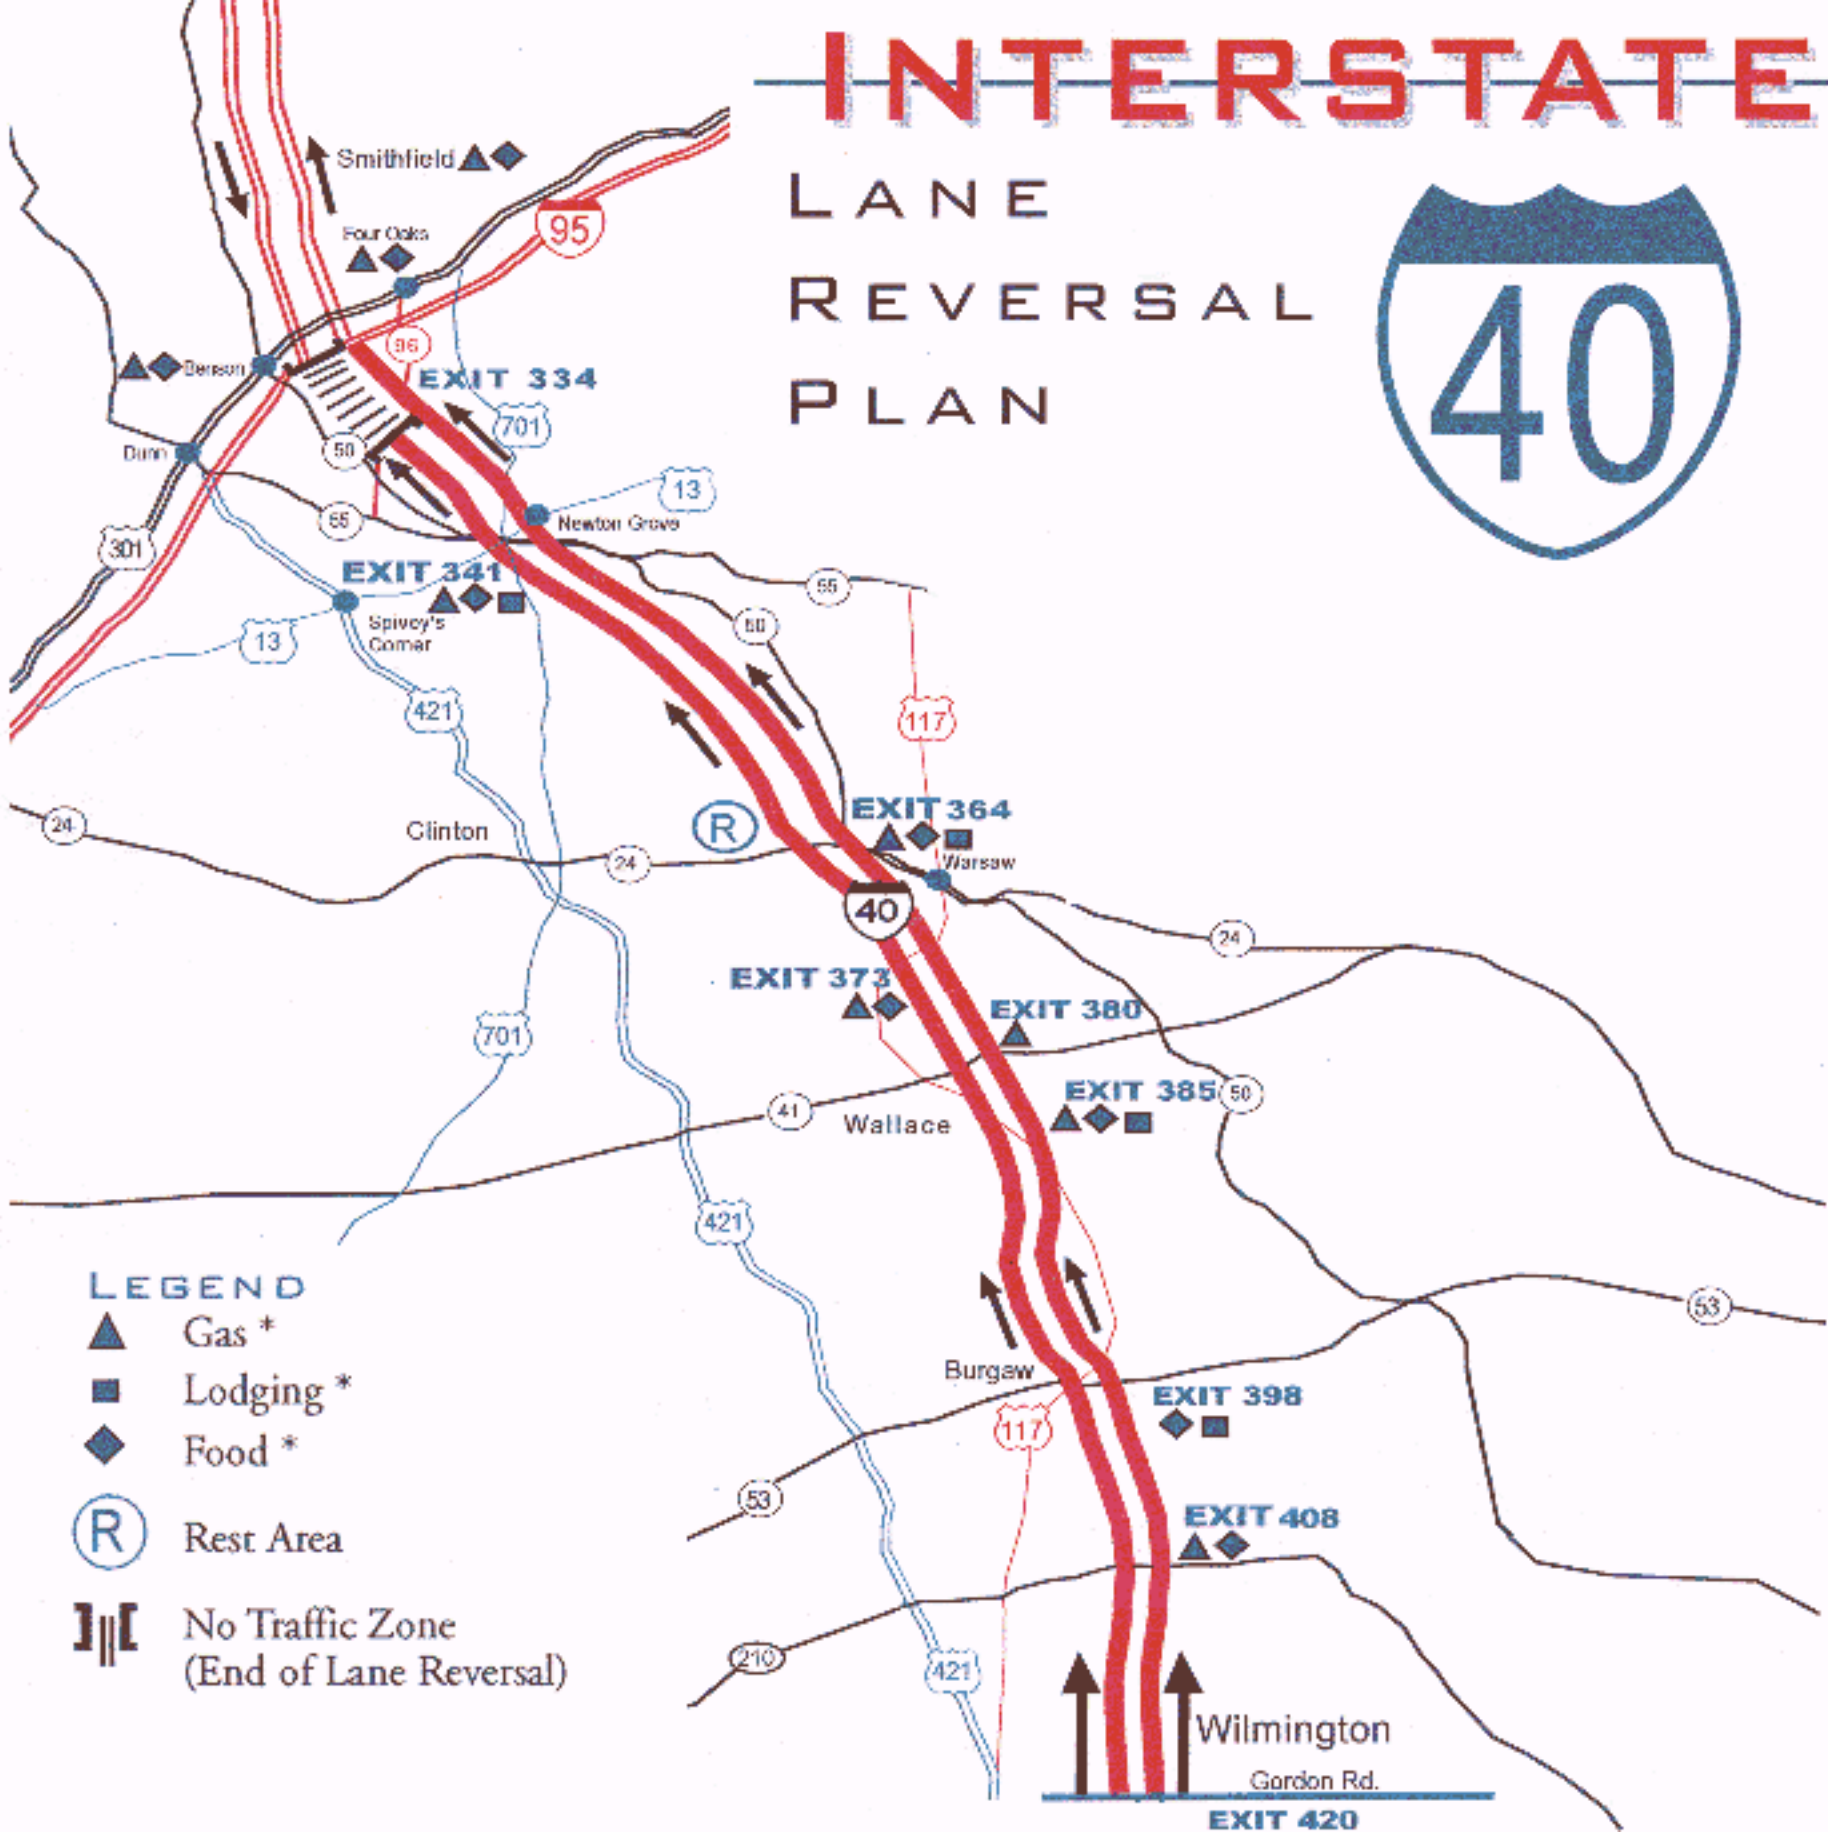 INTERSTATE
LANE
REVERSAL
PLAN
40
Smithfield
95
Four Oaks
96
Benson
EXIT 334
701
50
Dunn
13
55
Newton Grove
301
EXIT 341
55
Spivey's
Corner
13
50
421
117
EXIT 364
24
R
Clinton
24
Warsaw
40
24
EXIT 373
EXIT 380
701
EXIT 385
50
41
Wallace
421
LEGEND
Gas *
Lodging *
Food *
R
Rest Area
No Traffic Zone
(End of Lane Reversal)
53
Burgaw
EXIT 398
117
53
EXIT 408
210
421
Wilmington
Gordon Rd.
EXIT 420